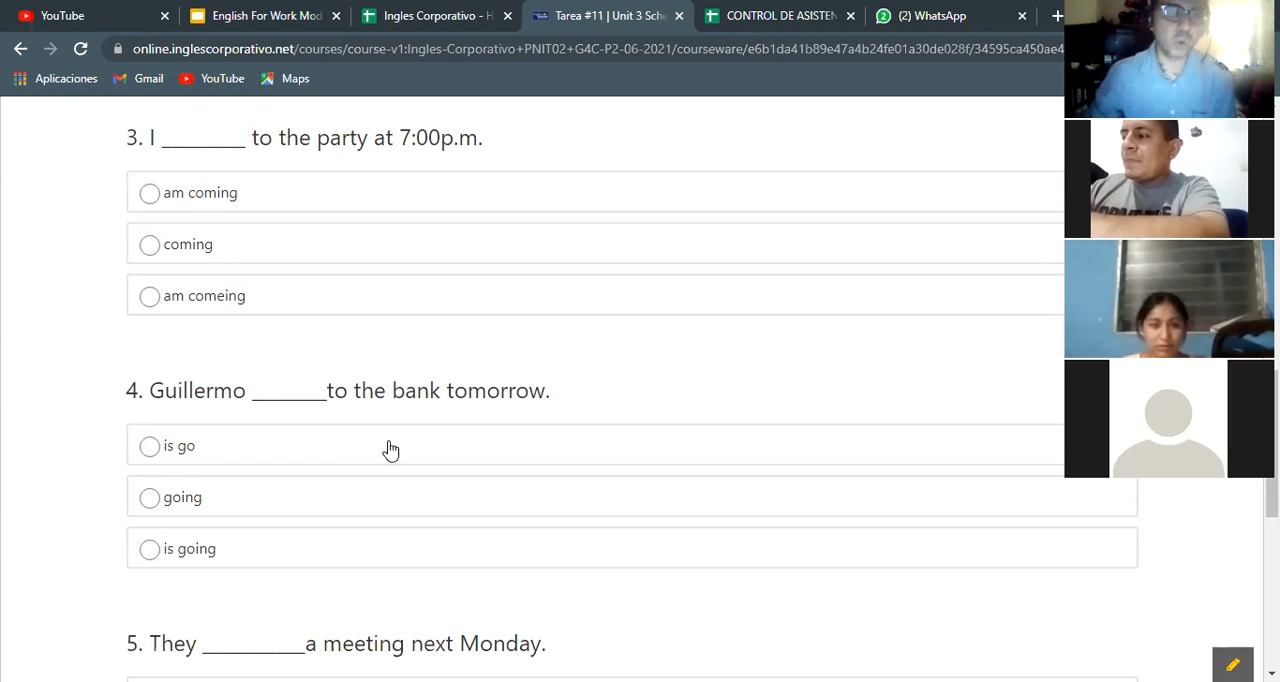 YouTube
English For Work Mod
Ingles Corporativo - H
Tarea #11 | Unit 3 Sche
CONTROL DE ASISTEN
(2) WhatsApp
online.inglescorporativo.net/courses/course-v1:Ingles-Corporativo+PNIT02+G4C-P2-06-2021/courseware/e6b1da41b89e47a4b24fe01a30de028f/34595ca450ae4
Aplicaciones
Gmail
YouTube
Maps
3. I ________ to the party at 7:00p.m.
am coming
coming
am comeing
4. Guillermo _______to the bank tomorrow.
is go
going
is going
5. They __________a meeting next Monday.